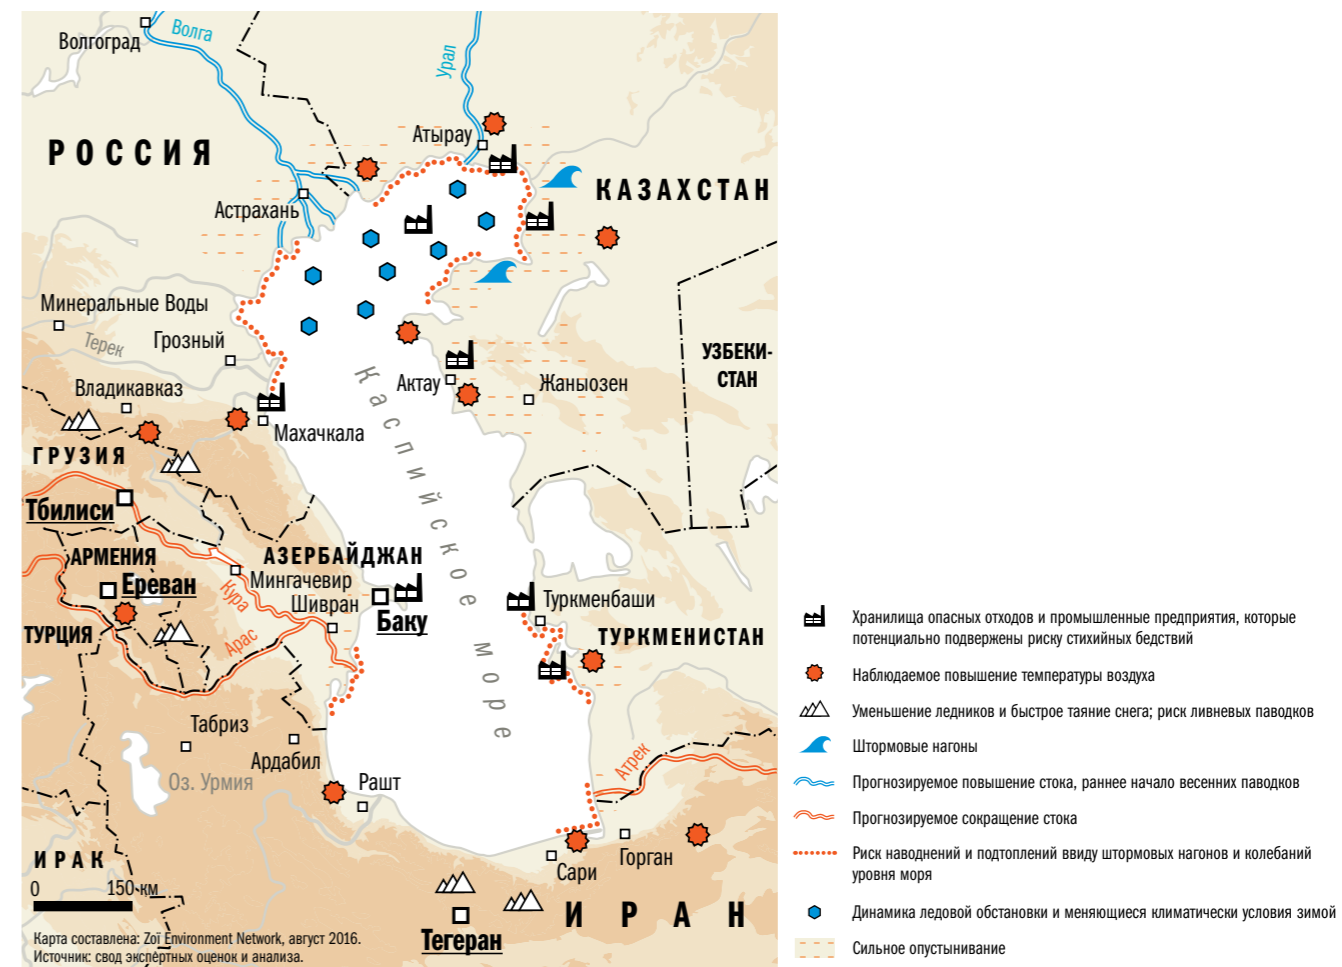 Волгоград
Волга
Урал
Атырау
РОССИЯ
КАЗАХСТАН
Астрахань
Минеральные Воды
Терек
Грозный
УЗБЕКИ-
СТАН
Владикавказ
Актау
Жаныозен
Махачкала
ГРУЗИЯ
Каспийское море
Тбилиси
АРМЕНИЯ
АЗЕРБАЙДЖАН
Ереван
Мингачевир
Кура
Шивран
Баку
Туркменбаши
ТУРЦИЯ
Арас
ТУРКМЕНИСТАН
Табриз
Ардабил
Оз. Урмия
Рашт
Атрек
ИРАК
Сари
Горган
0 150 км
ИРАН
Тегеран
Карта составлена: Zoï Environment Network, август 2016.
Источник: свод экспертных оценок и анализа.
Хранилища опасных отходов и промышленные предприятия, которые
потенциально подвержены риску стихийных бедствий
Наблюдаемое повышение температуры воздуха
Уменьшение ледников и быстрое таяние снега; риск ливневых паводков
Штормовые нагоны
Прогнозируемое повышение стока, раннее начало весенних паводков
Прогнозируемое сокращение стока
Риск наводнений и подтоплений ввиду штормовых нагонов и колебаний
уровня моря
Динамика ледовой обстановки и меняющиеся климатически условия зимой
Сильное опустынивание